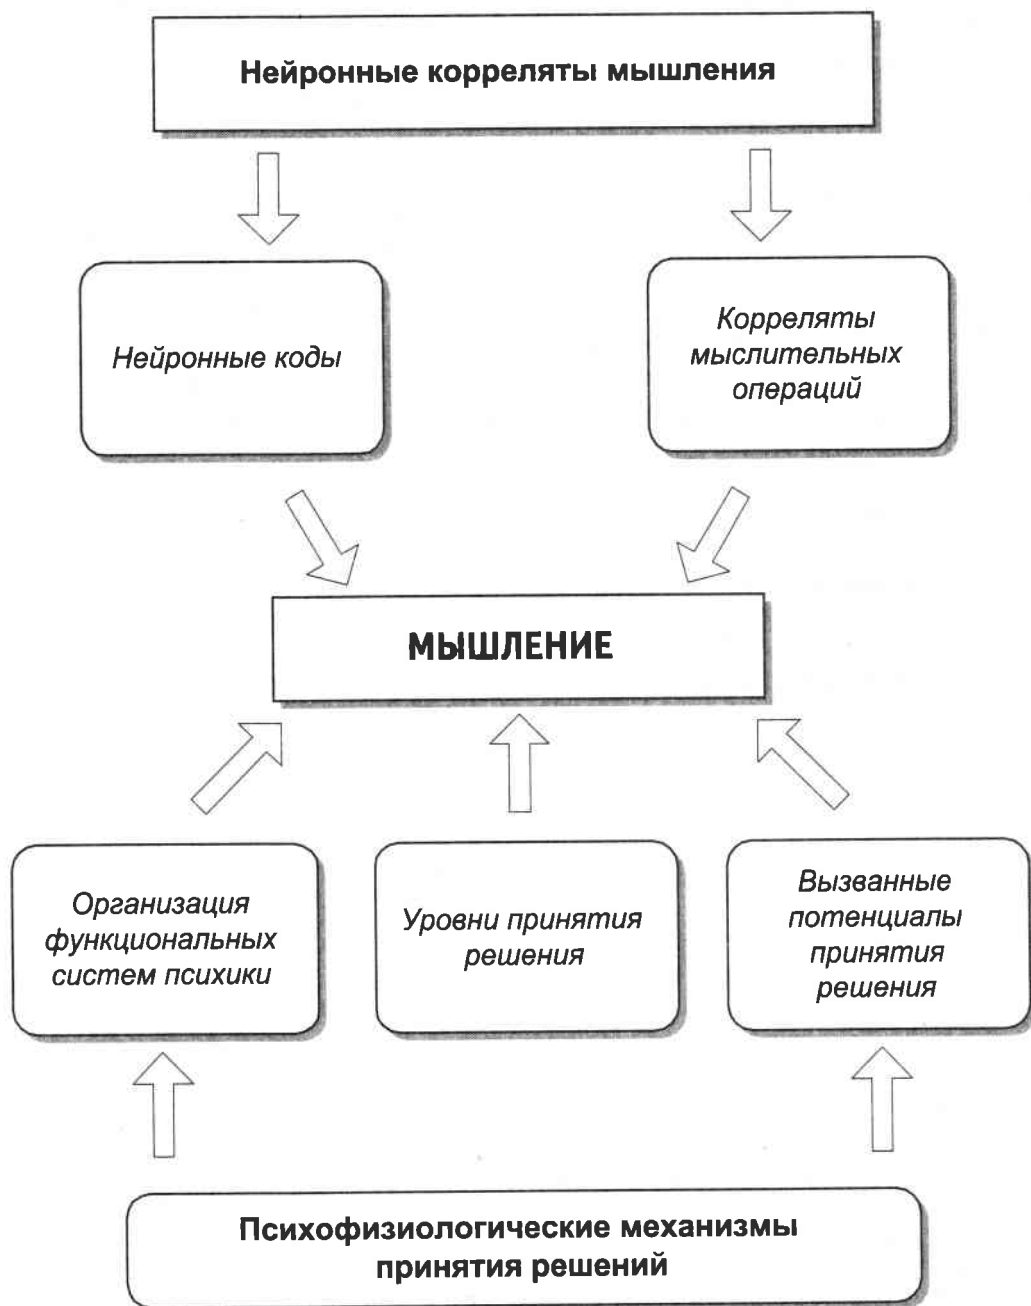 Нейронные корреляты мышления
Нейронные коды
Корреляты
мыслительных
операций
МЫШЛЕНИЕ
Организация
функциональных
систем психики
Уровни принятия
решения
Вызванные
потенциалы
принятия
решения
Психофизиологические механизмы
принятия решений